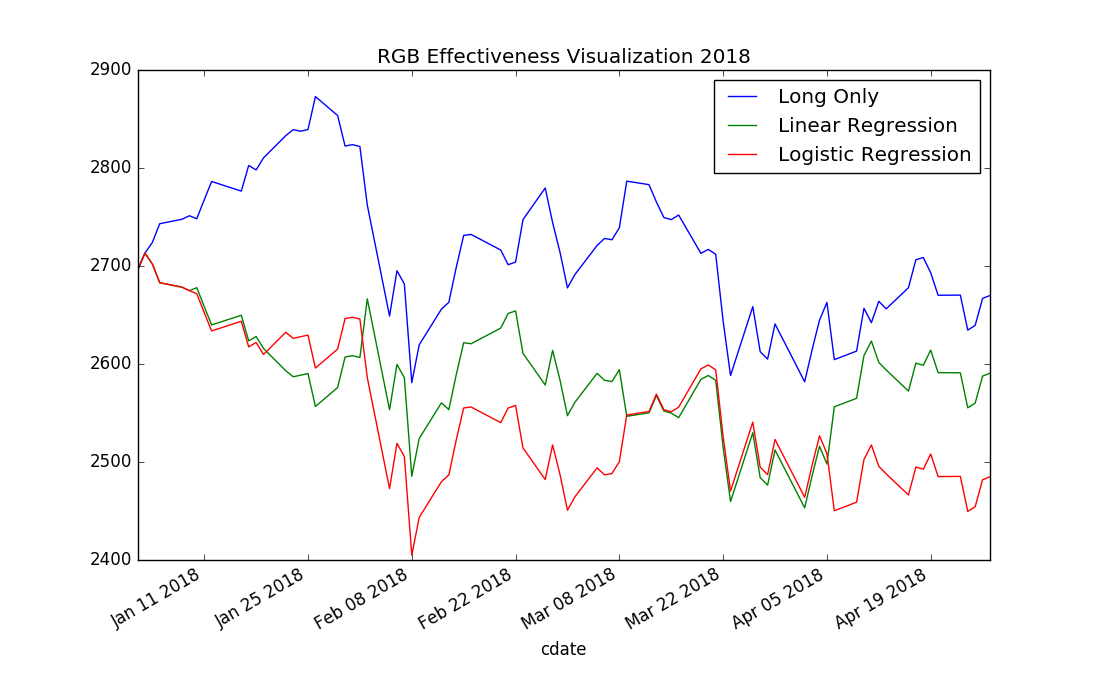 RGB Effectiveness Visualization 2018
2900
2800
2700
2600
2500
2400
Long Only
Linear Regression
Logistic Regression
Jan 11 2018
Jan 25 2018
Feb 08 2018
Feb 22 2018
Mar 08 2018
Mar 22 2018
Apr 05 2018
Apr 19 2018
cdate